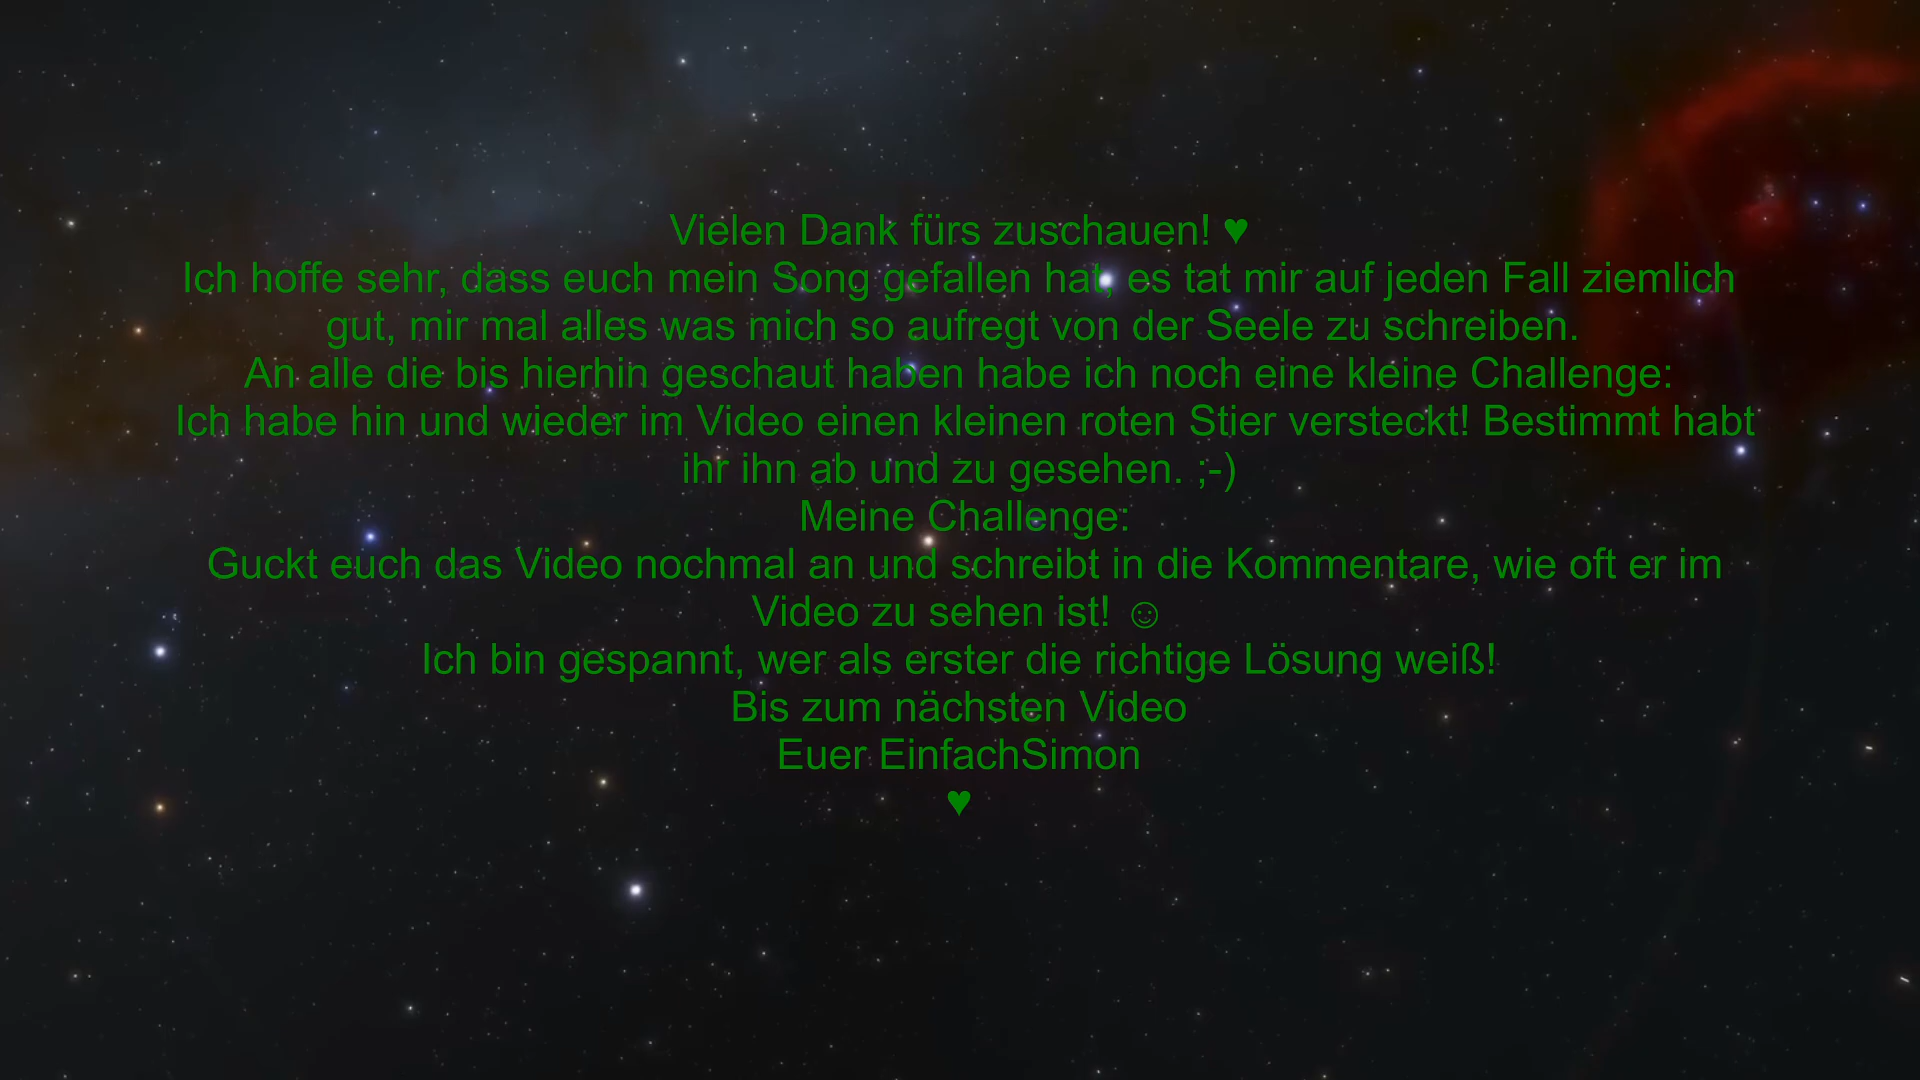 Vielen Dank fürs zuschauen! ♥
Ich hoffe sehr, dass euch mein Song gefallen hat, es tat mir auf jeden Fall ziemlich
gut, mir mal alles was mich so aufregt von der Seele zu schreiben.
An alle die bis hierhin geschaut haben habe ich noch eine kleine Challenge:
Ich habe hin und wieder im Video einen kleinen roten Stier versteckt! Bestimmt habt
ihr ihn ab und zu gesehen. ;-)
Meine Challenge:
Guckt euch das Video nochmal an und schreibt in die Kommentare, wie oft er im
Video zu sehen ist! ☺
Ich bin gespannt, wer als erster die richtige Lösung weiß!
Bis zum nächsten Video
Euer EinfachSimon
♥